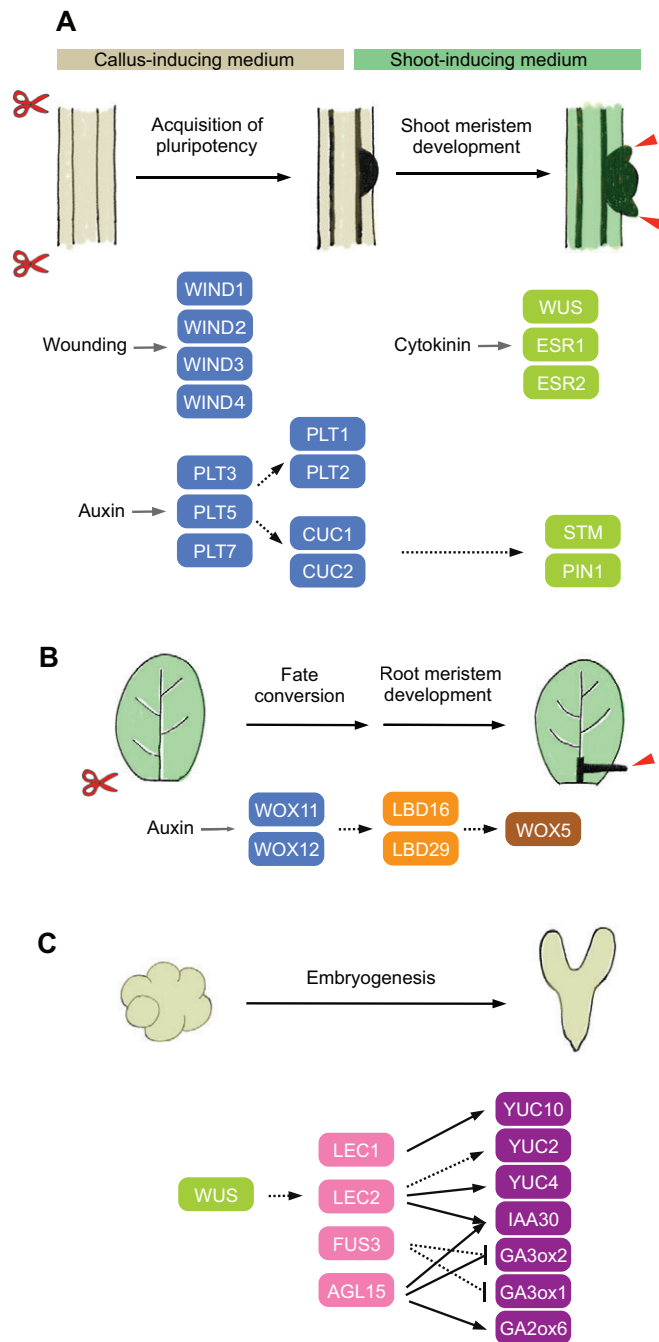 A
Callus-inducing medium
Shoot-inducing medium
Acquisition of
pluripotency
Shoot meristem
development
Wounding
WIND1
WIND2
WIND3
WIND4
Cytokinin
WUS
ESR1
ESR2
Auxin
PLT3
PLT5
PLT7
PLT1
PLT2
CUC1
CUC2
STM
PIN1
B
Fate
conversion
Root meristem
development
Auxin
WOX11
WOX12
LBD16
LBD29
WOX5
C
Embryogenesis
WUS
LEC1
LEC2
FUS3
AGL15
YUC10
YUC2
YUC4
IAA30
GA3ox2
GA3ox1
GA2ox6